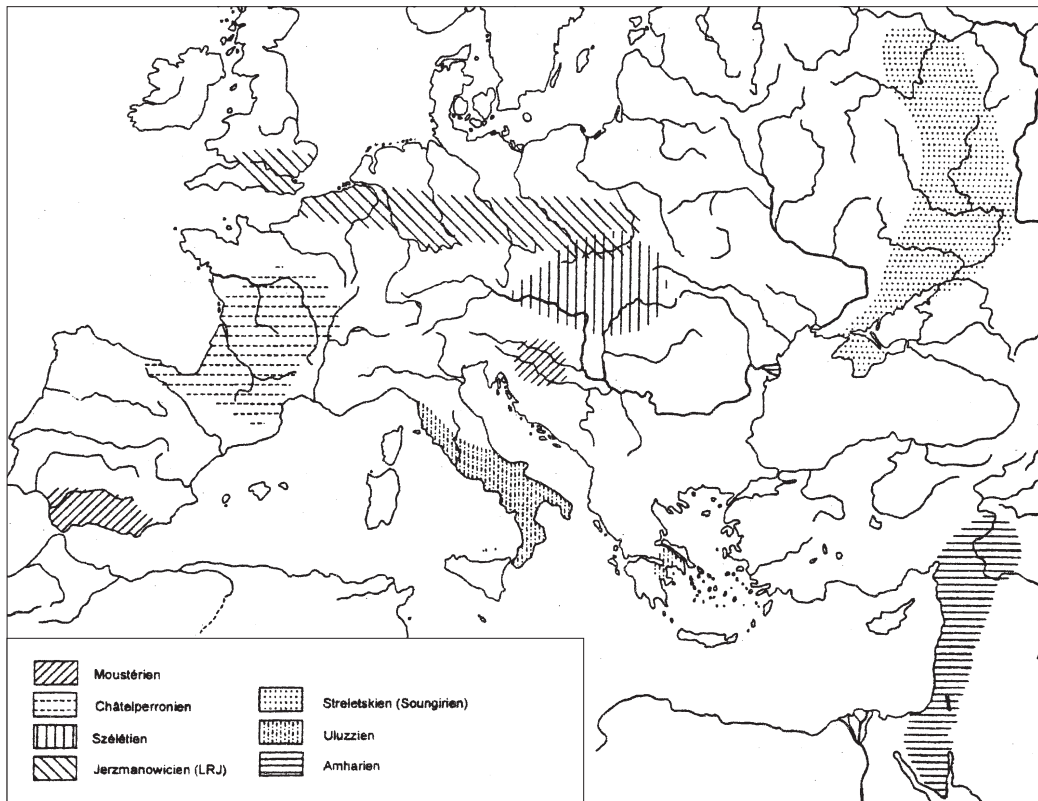 Moustérien
Châtelperronien
Szélétien
Jerzmanowicien (LRJ)
Streletskien (Soungirien)
Uluzzien
Amharien